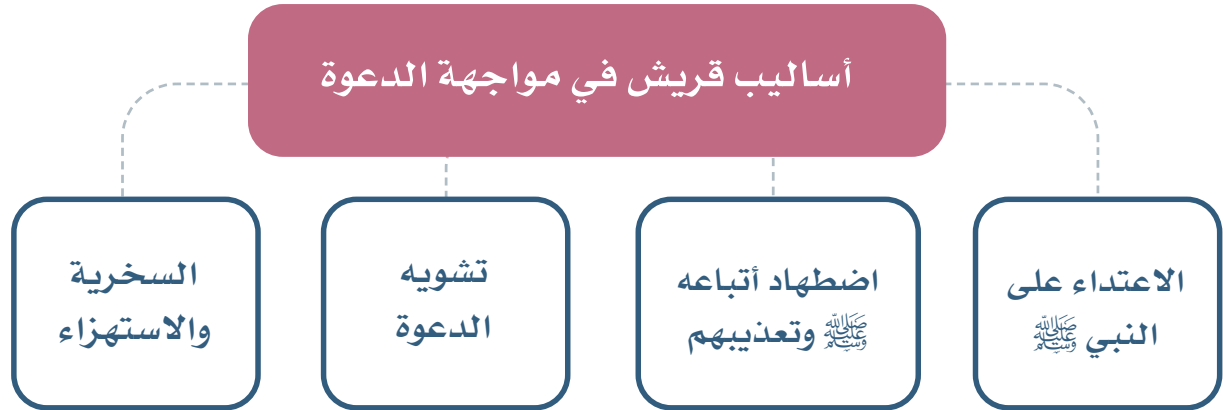 أساليب قريش في مواجهة الدعوة
الاعتداء على
النبي ﷺ
اضطهاد أتباعه
ﷺ وتعذيبهم
تشويه
الدعوة
السخرية
والاستهزاء